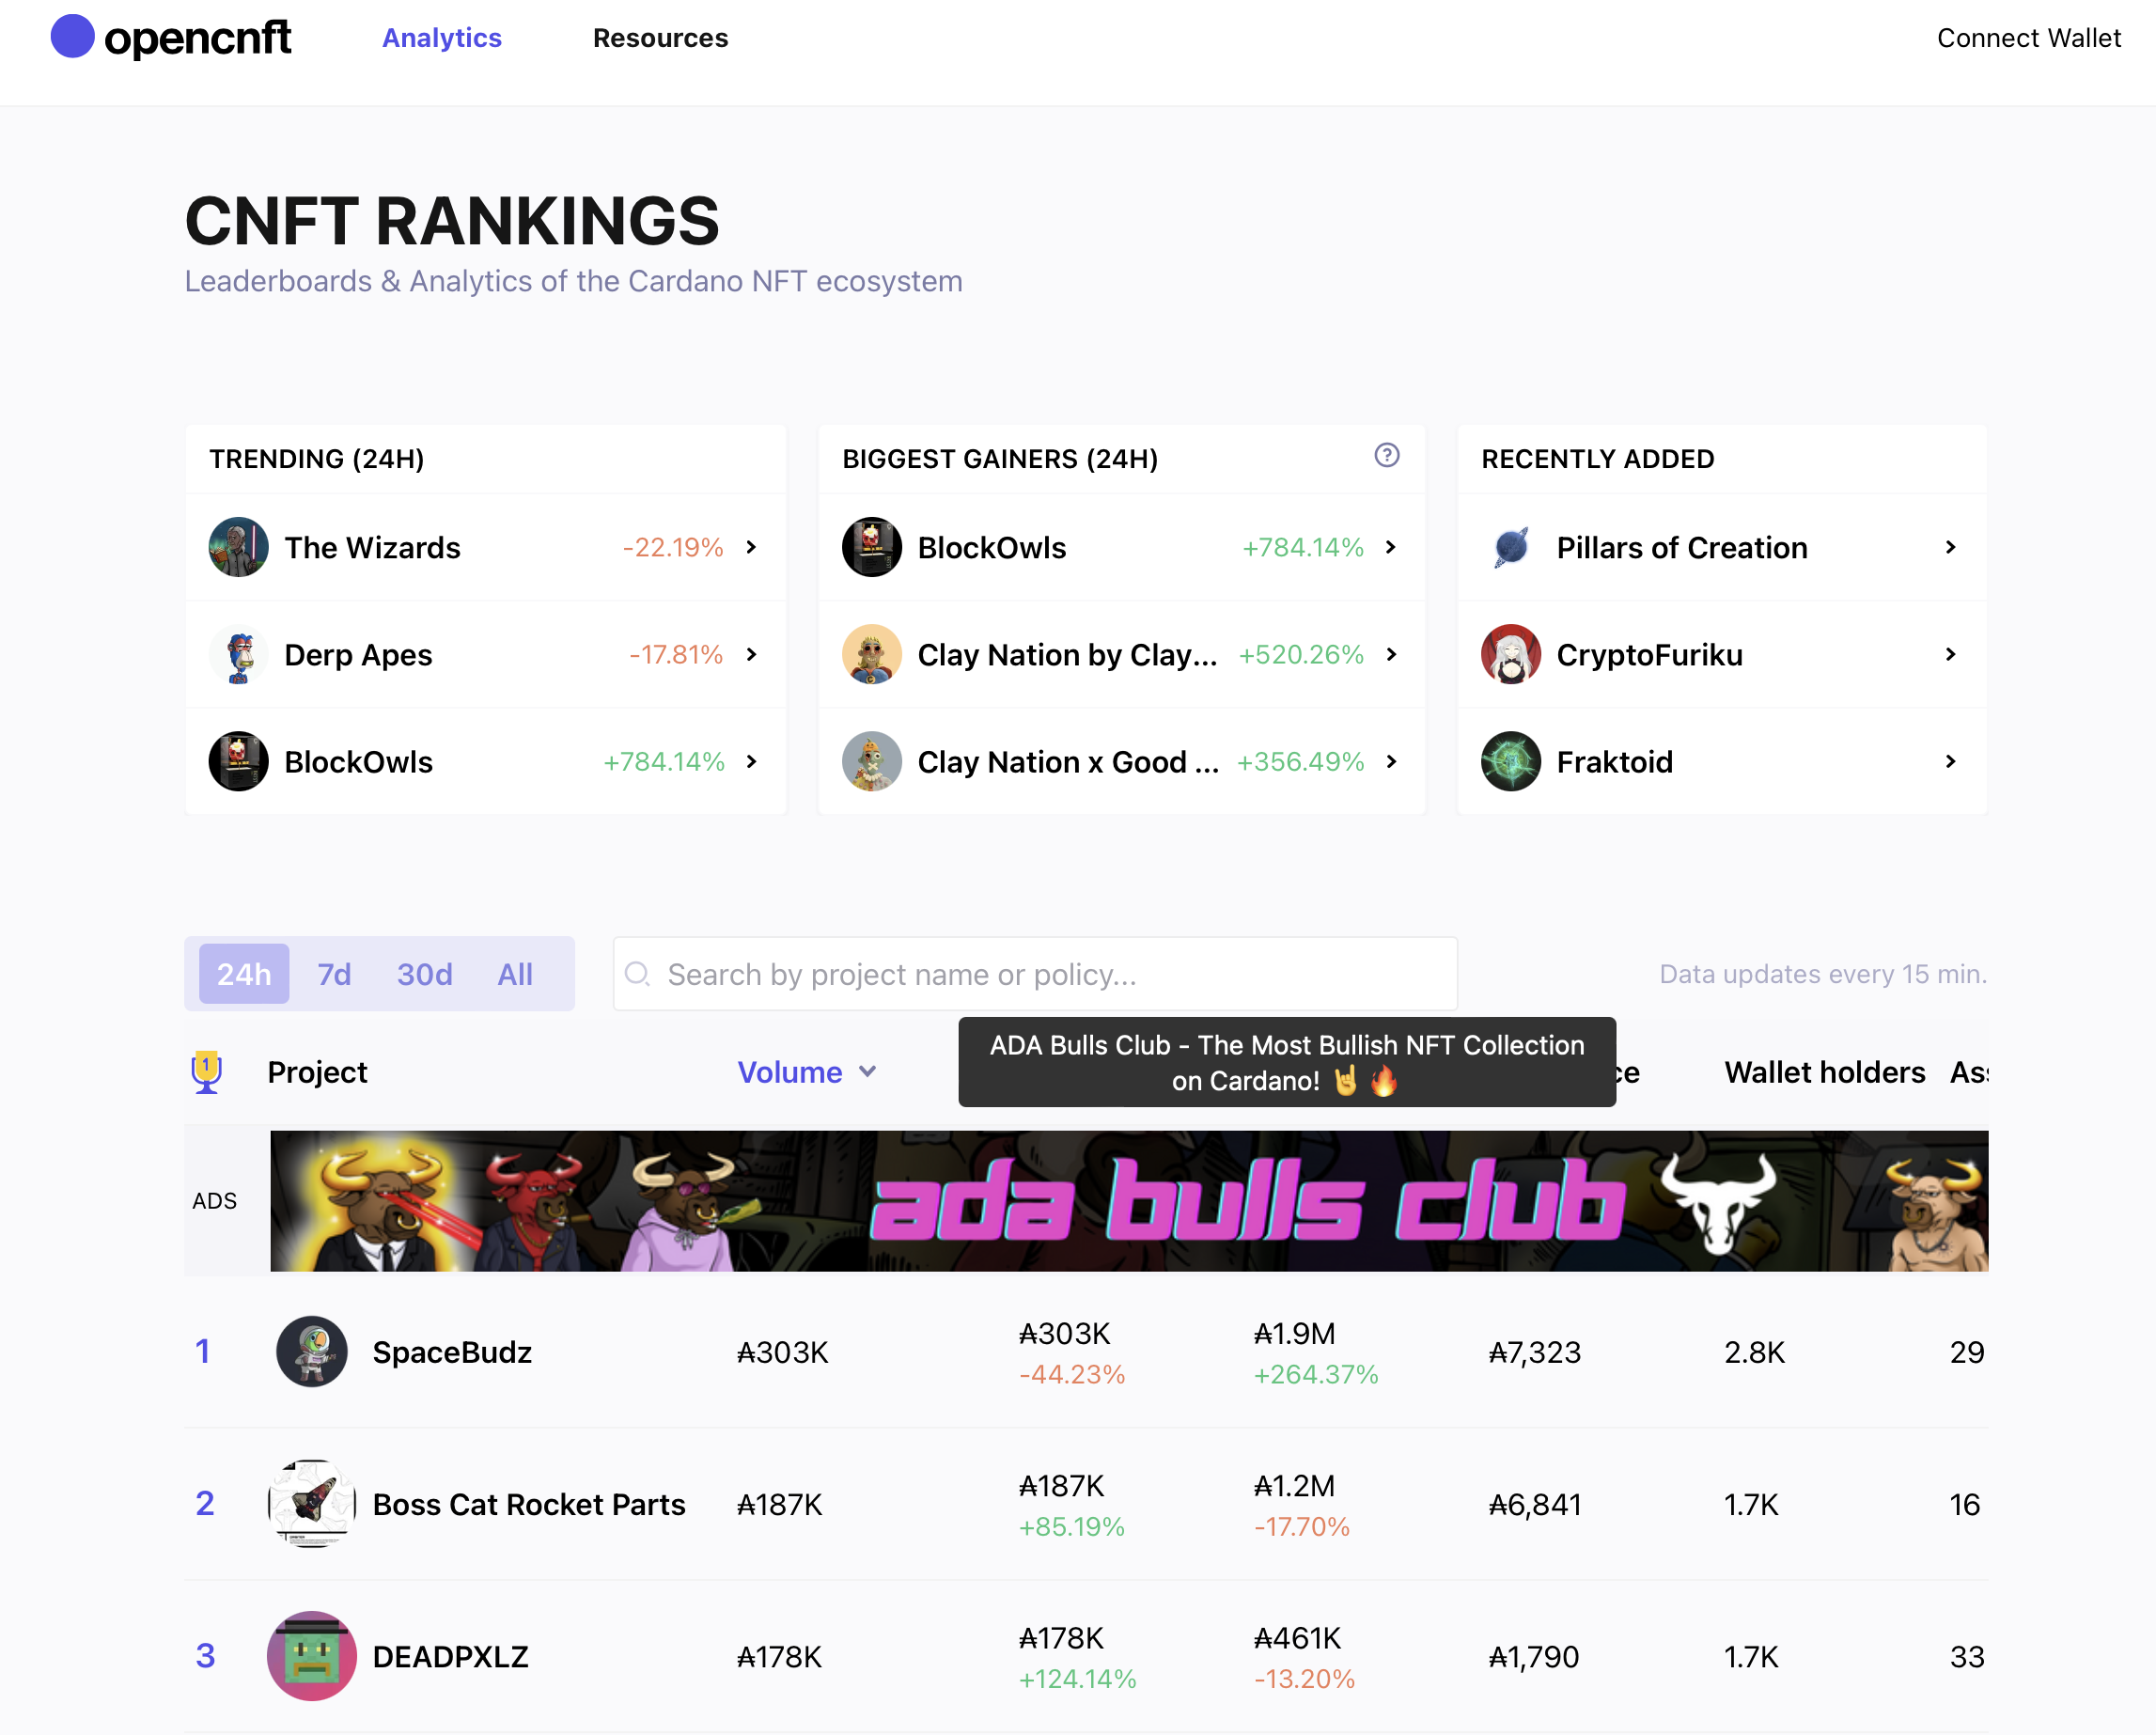 opencnft
Analytics
Resources
Connect Wallet
CNFT RANKINGS
Leaderboards & Analytics of the Cardano NFT ecosystem
TRENDING (24H)
The Wizards -22.19%
Derp Apes -17.81%
BlockOwls +784.14%
BIGGEST GAINERS (24H)
BlockOwls +784.14%
Clay Nation by Clay... +520.26%
Clay Nation x Good ... +356.49%
RECENTLY ADDED
Pillars of Creation
CryptoFuriku
Fraktoid
24h 7d 30d All
Search by project name or policy...
Data updates every 15 min.
ADA Bulls Club - The Most Bullish NFT Collection
on Cardano! 🤘 🔥
1 Project Volume ce Wallet holders Ass
ADS
ada bulls club
1 SpaceBudz ₳303K ₳303K ₳1.9M ₳7,323 2.8K 29
-44.23% +264.37%
2 Boss Cat Rocket Parts ₳187K ₳187K ₳1.2M ₳6,841 1.7K 16
+85.19% -17.70%
3 DEADPXLZ ₳178K ₳178K ₳461K ₳1,790 1.7K 33
+124.14% -13.20%